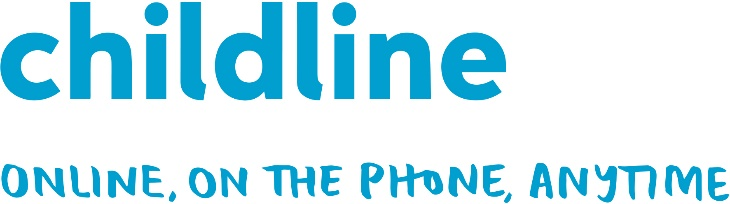 childline
ONLINE, ON THE PHONE, ANYTIME